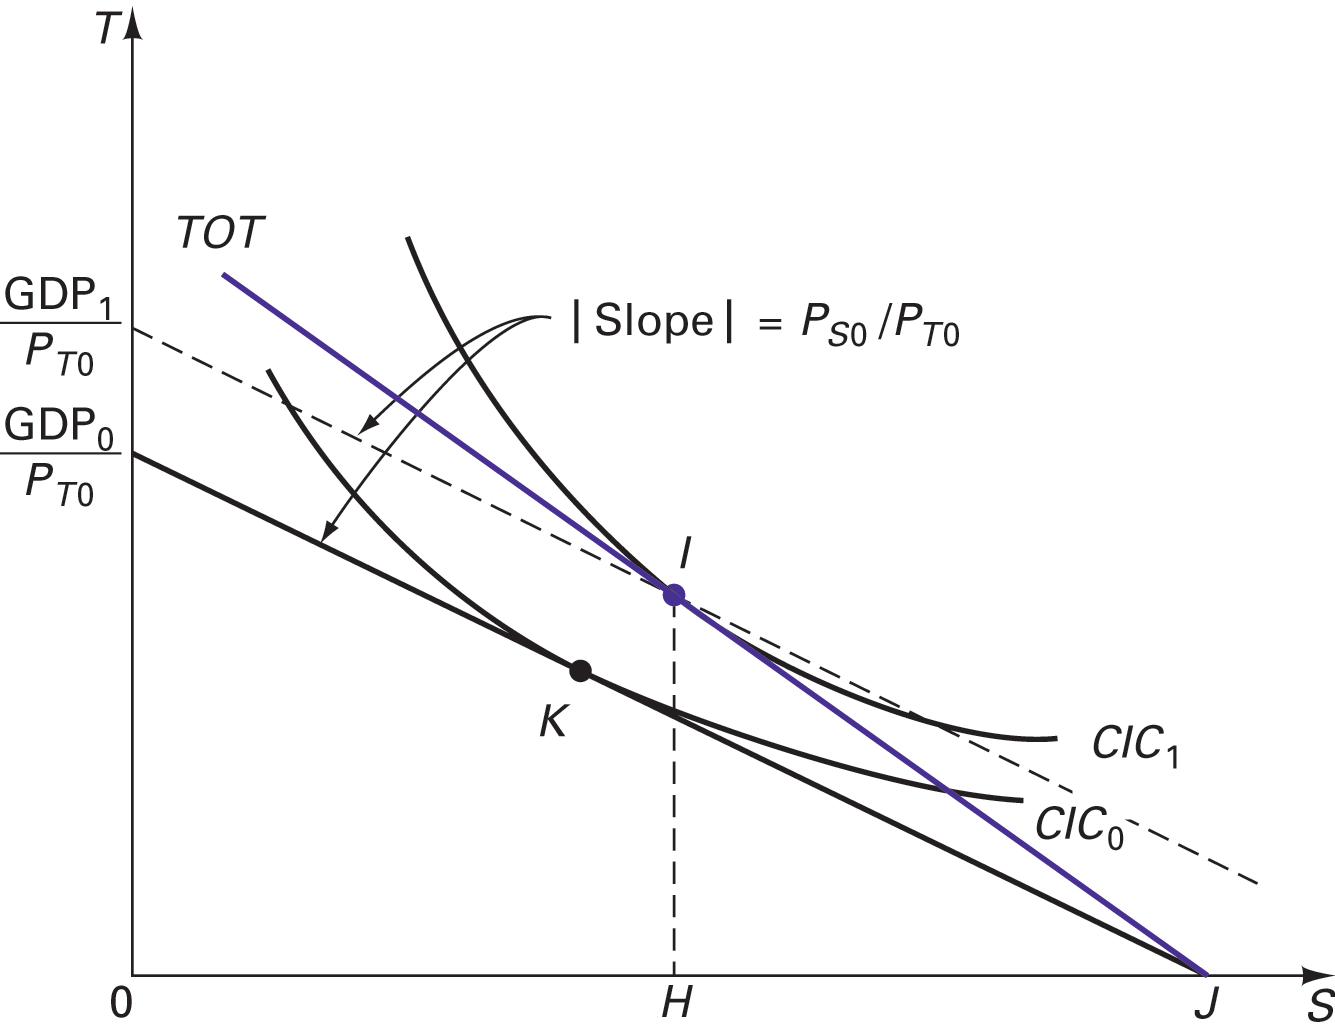 T
TOT
GDP1
PT0
| Slope | = PS0/PT0
GDP0
PT0
I
K
CIC1
CIC0
0
H
J
S